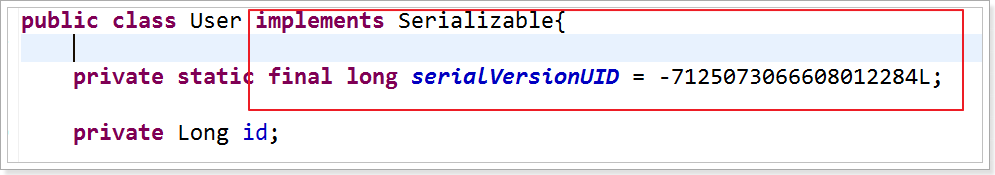 public class User implements Serializable{
private static final long serialVersionUID = -7125073066608012284L;
private Long id;